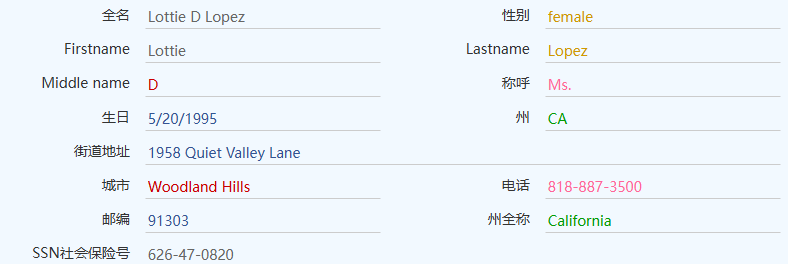 全名 Lottie D Lopez 性别 female
Firstname Lottie Lastname Lopez
Middle name D 称呼 Ms.
生日 5/20/1995 州 CA
街道地址 1958 Quiet Valley Lane
城市 Woodland Hills 电话 818-887-3500
邮编 91303 州全称 California
SSN社会保险号 626-47-0820